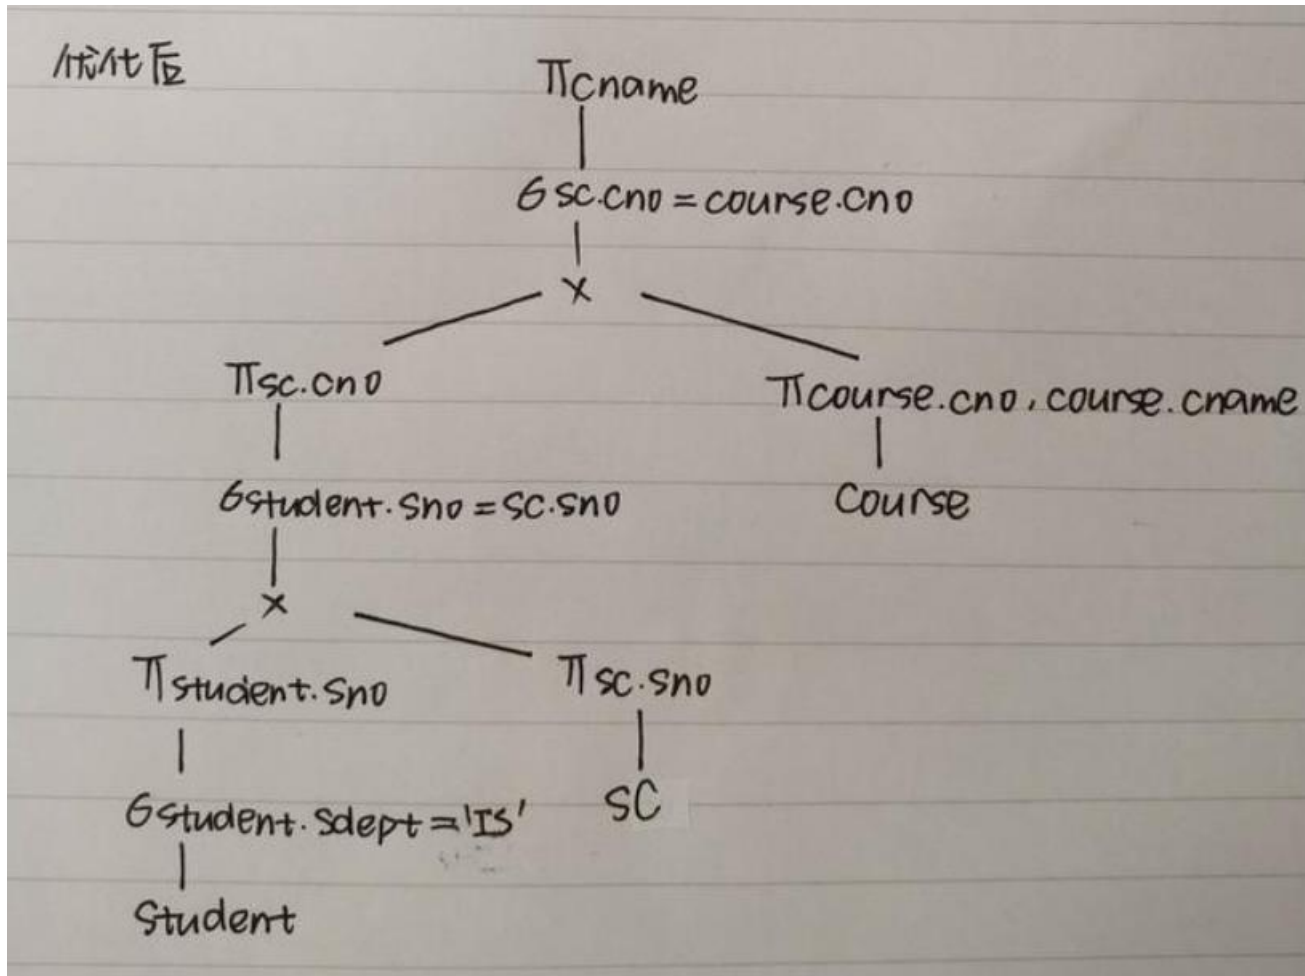 优化后
πcname
σsc.cno=course.cno
×
πsc.cno
πcourse.cno,course.cname
σstudent.sno=sc.sno
course
×
πstudent.sno
πsc.sno
σstudent.sdept='IS'
SC
Student